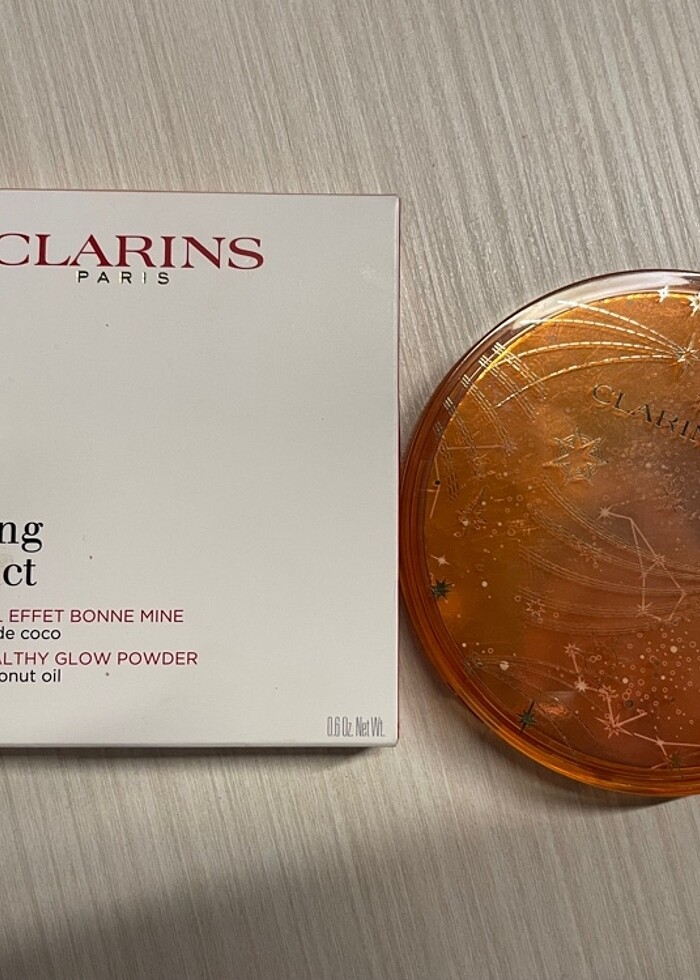 CLARINS
PARIS
ng
ct
L EFFET BONNE MINE
de coco
ALTHY GLOW POWDER
onut oil
0.6 Oz. Net Wt.
CLARIN